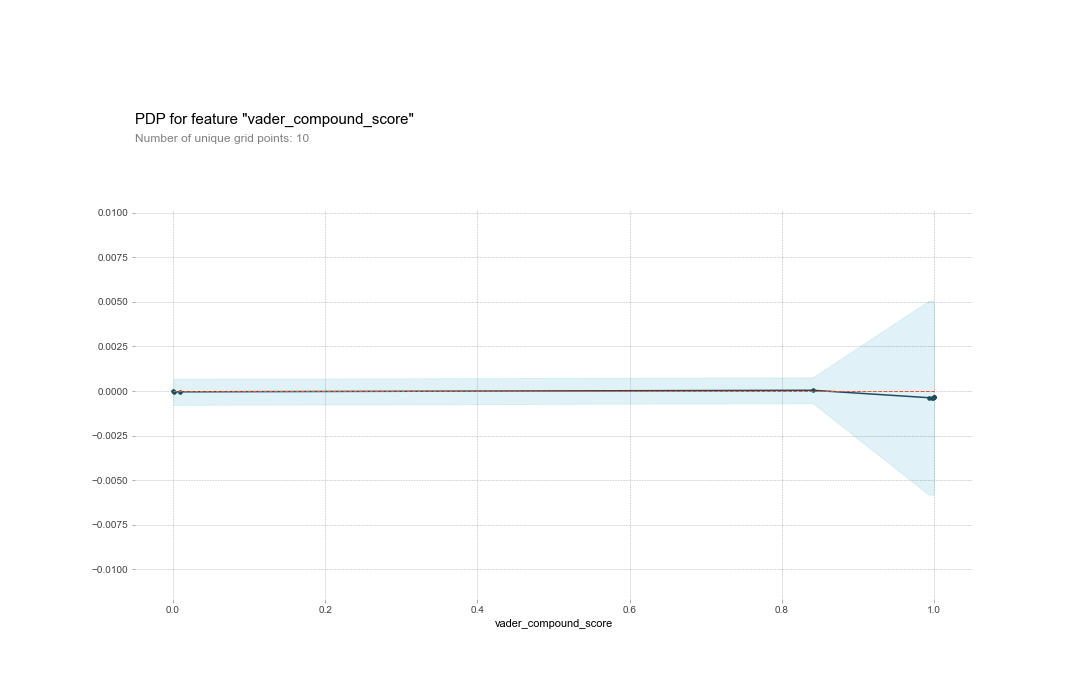 PDP for feature "vader_compound_score"
Number of unique grid points: 10
0.0100
0.0075
0.0050
0.0025
0.0000
−0.0025
−0.0050
−0.0075
−0.0100
0.0 0.2 0.4 0.6 0.8 1.0
vader_compound_score